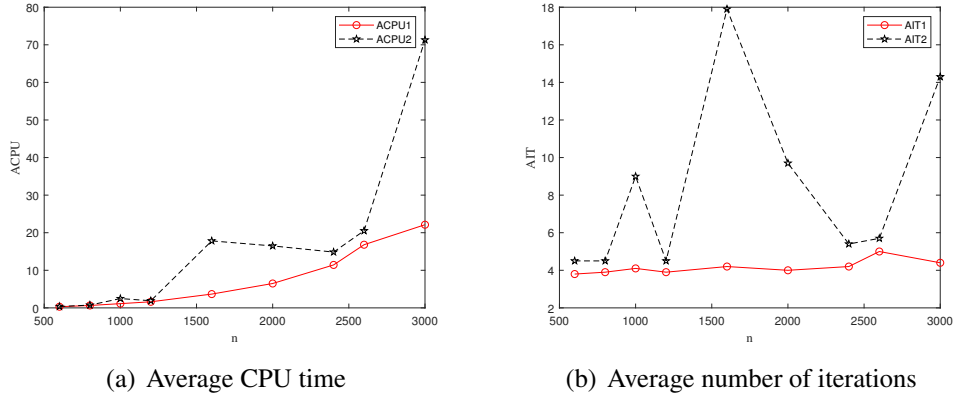 80
70
60
50
40
30
20
10
0
ACPU
500 1000 1500 2000 2500 3000
n
ACPU1
ACPU2
(a) Average CPU time
18
16
14
12
10
8
6
4
2
AIT
500 1000 1500 2000 2500 3000
n
AIT1
AIT2
(b) Average number of iterations